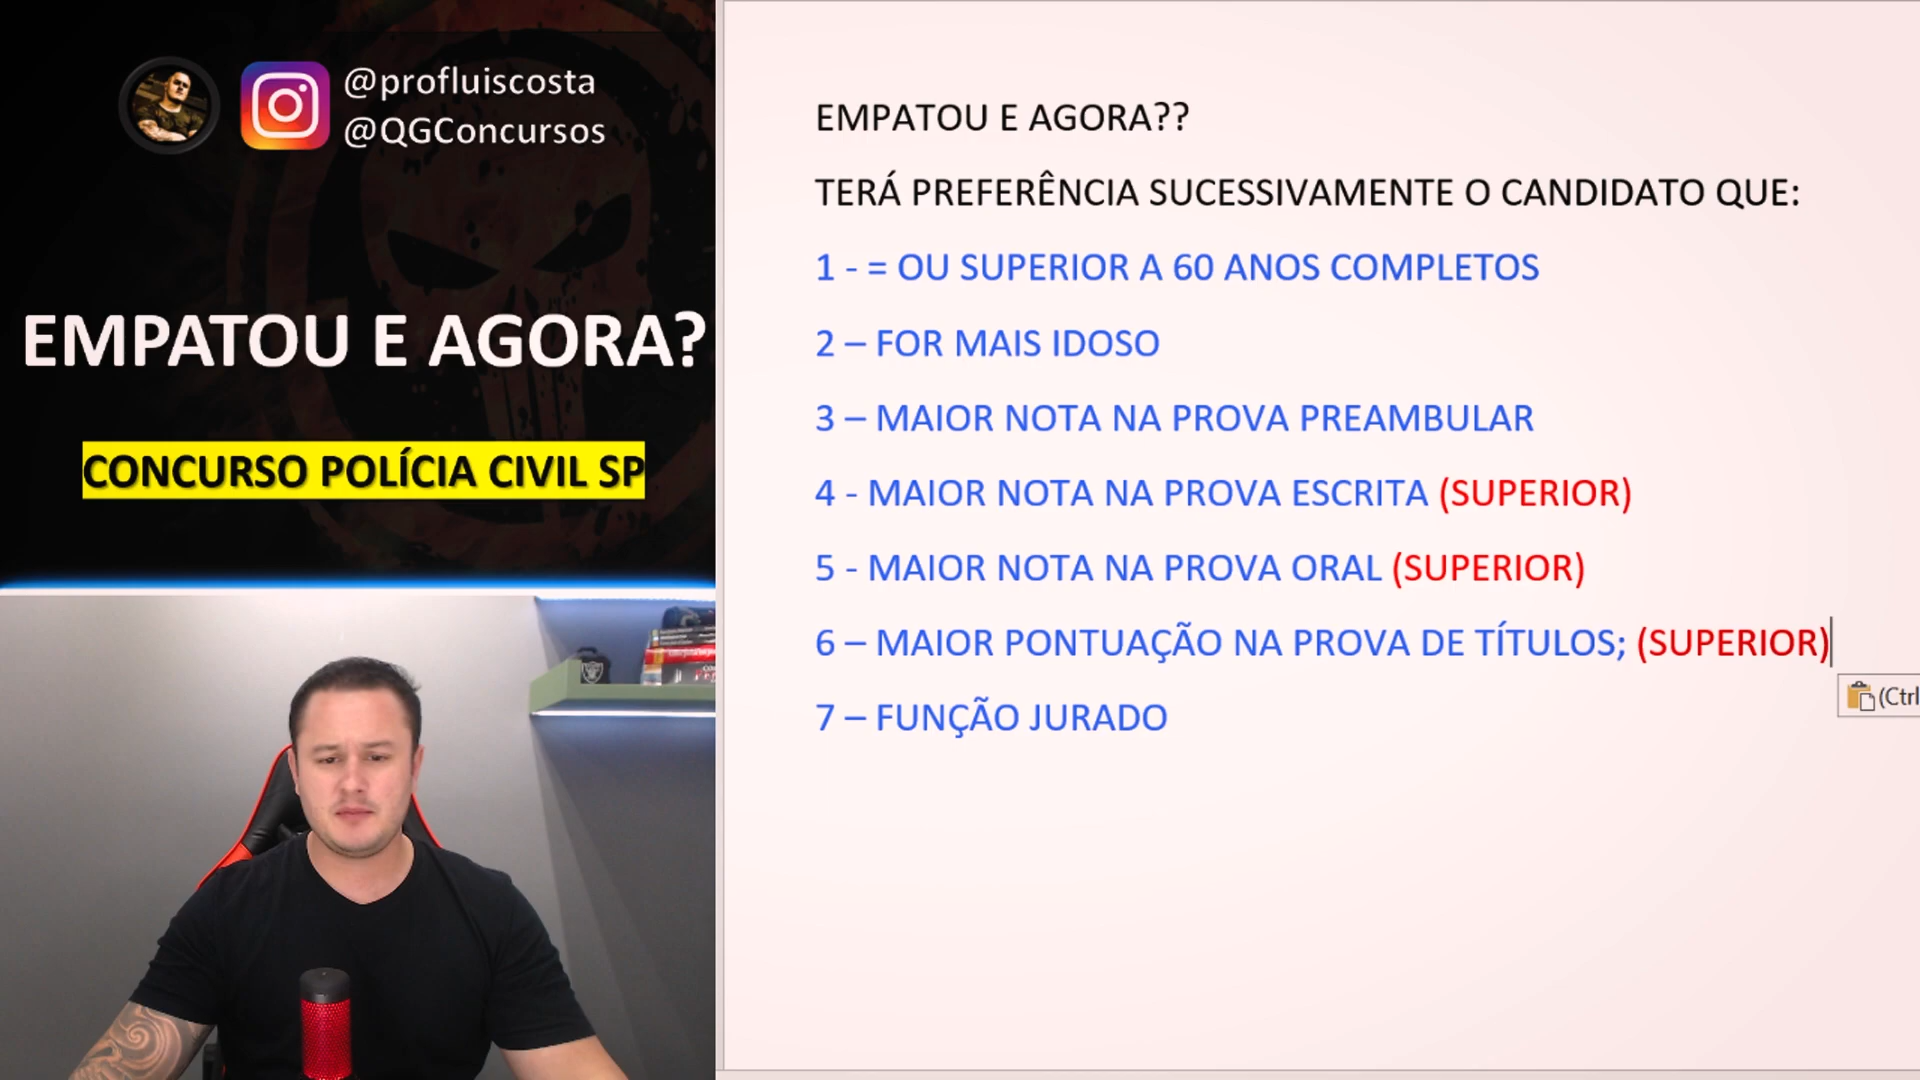 @profluiscosta
@QGConcursos
EMPATOU E AGORA?
CONCURSO POLÍCIA CIVIL SP
EMPATOU E AGORA??
TERÁ PREFERÊNCIA SUCESSIVAMENTE O CANDIDATO QUE:
1 - = OU SUPERIOR A 60 ANOS COMPLETOS
2 – FOR MAIS IDOSO
3 – MAIOR NOTA NA PROVA PREAMBULAR
4 - MAIOR NOTA NA PROVA ESCRITA (SUPERIOR)
5 - MAIOR NOTA NA PROVA ORAL (SUPERIOR)
6 – MAIOR PONTUAÇÃO NA PROVA DE TÍTULOS; (SUPERIOR)
(Ctrl
7 – FUNÇÃO JURADO